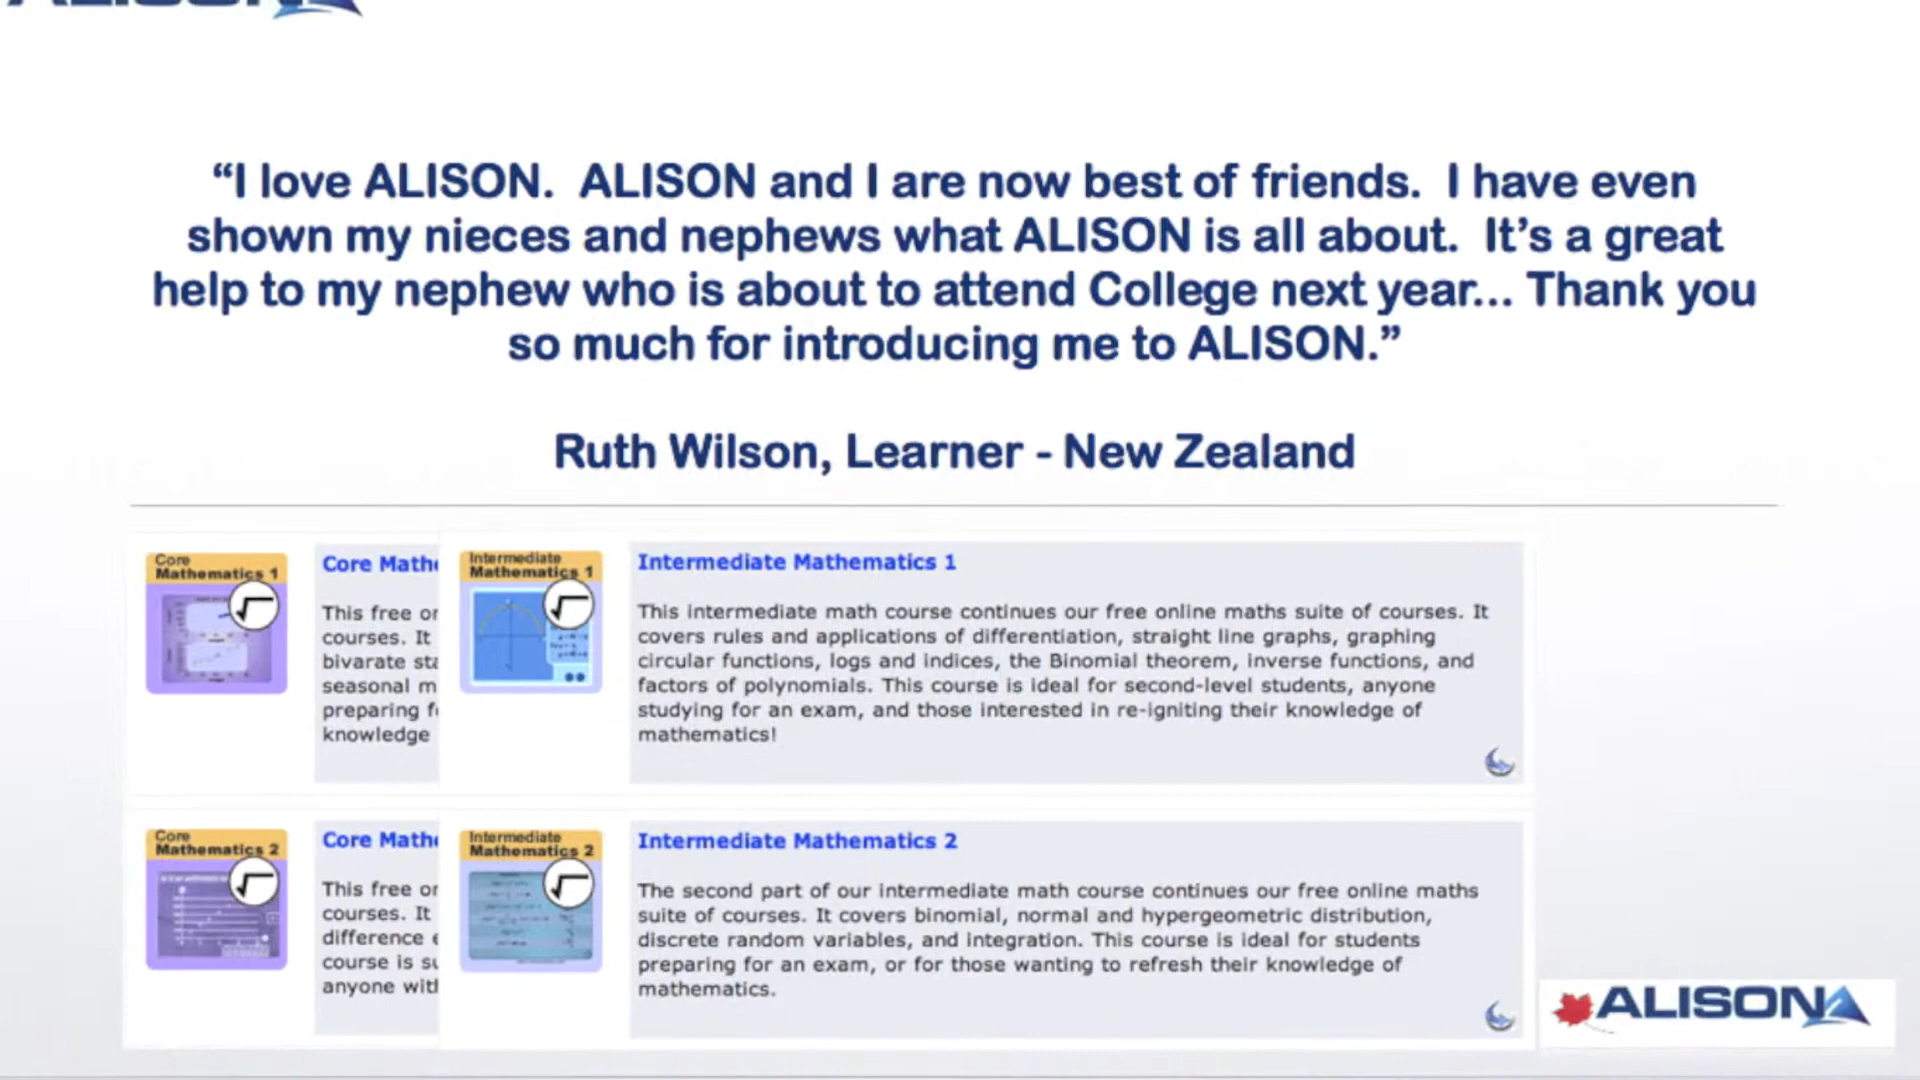 ALISON
“I love ALISON.  ALISON and I are now best of friends.  I have even
shown my nieces and nephews what ALISON is all about.  It’s a great
help to my nephew who is about to attend College next year... Thank you
so much for introducing me to ALISON.”
Ruth Wilson, Learner - New Zealand
Core
Mathematics 1
Core Math
This free
courses. It
seasonal
preparing
knowledge
Intermediate
Mathematics 1
Intermediate Mathematics 1
This intermediate math course continues our free online maths suite of courses. It
covers rules and applications of differentiation, straight line graphs, graphing
circular functions, logs and indices, the Binomial theorem, inverse functions, and
factors of polynomials. This course is ideal for second-level students, anyone
studying for an exam, and those interested in re-igniting their knowledge of
mathematics!
Core
Mathematics 2
Core Math
This free
courses. It
difference
course is
anyone
Intermediate
Mathematics 2
Intermediate Mathematics 2
The second part of our intermediate math course continues our free online maths
suite of courses. It covers binomial, normal and hypergeometric distribution,
discrete random variables, and integration. This course is ideal for students
preparing for an exam, or for those wanting to refresh their knowledge of
mathematics.
ALISON